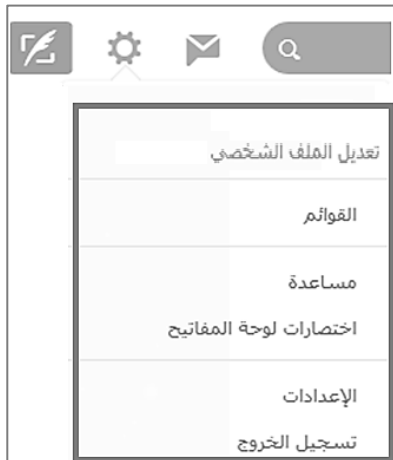 تعديل الملف الشخصي
القوائم
مساعدة
اختصارات لوحة المفاتيح
الإعدادات
تسجيل الخروج